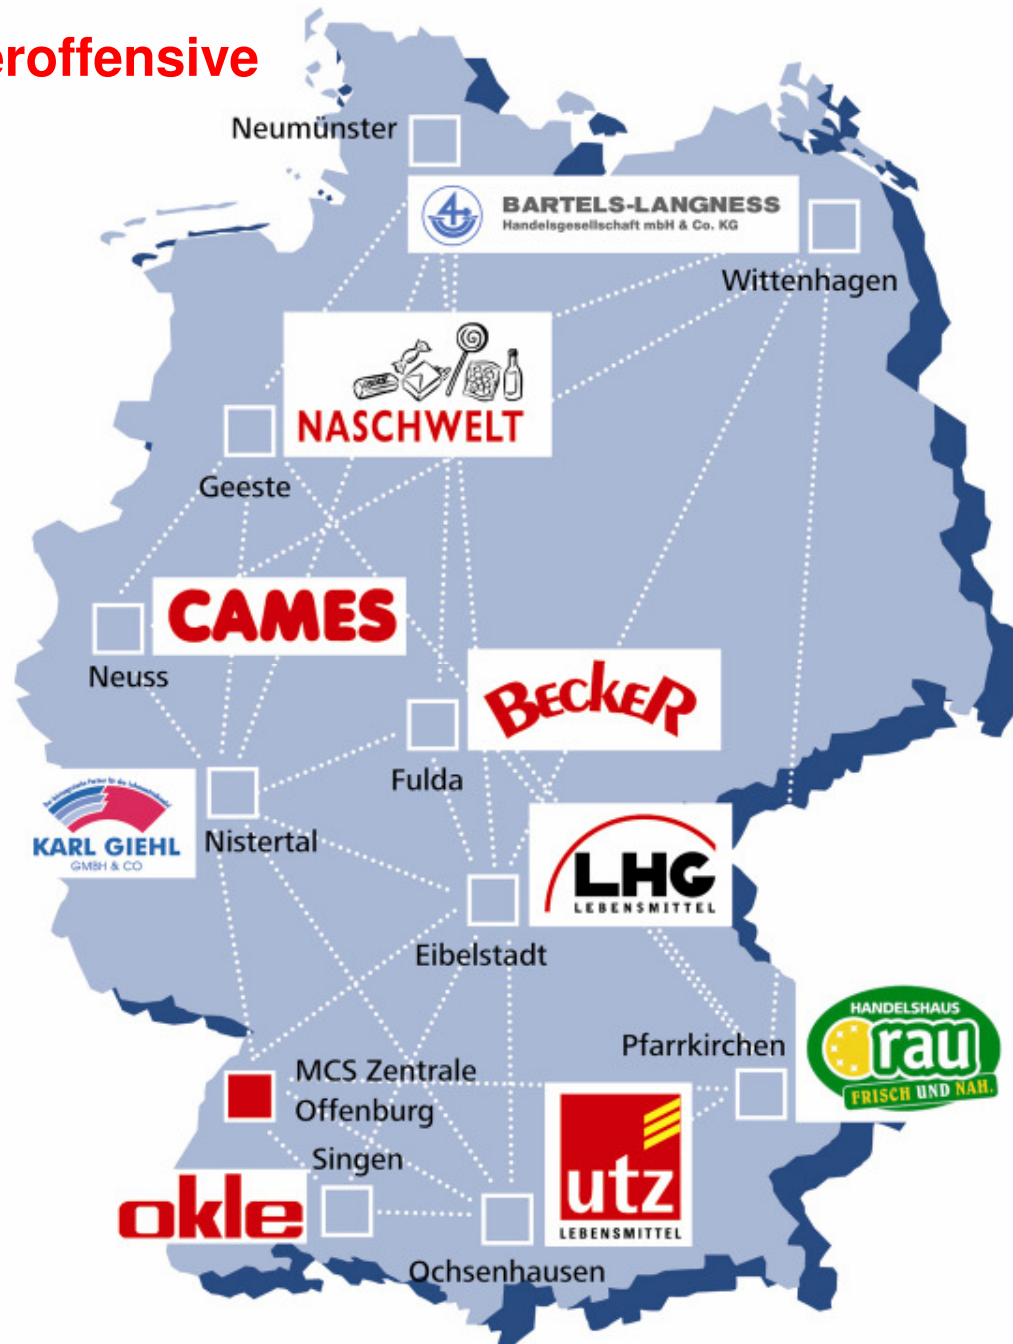 eroffensive
Neumünster
BARTELS-LANGNESS
Handelsgesellschaft mbH & Co. KG
Wittenhagen
NASCHWELT
Geeste
CAMES
Neuss
BECKER
Fulda
KARL GIEHL
GMBH & CO
Nistertal
LHG
LEBENSMITTEL
Eibelstadt
HANDELSHAUS
rau
FRISCH UND NAH.
Pfarrkirchen
MCS Zentrale
Offenburg
Singen
okle
utz
LEBENSMITTEL
Ochsenhausen